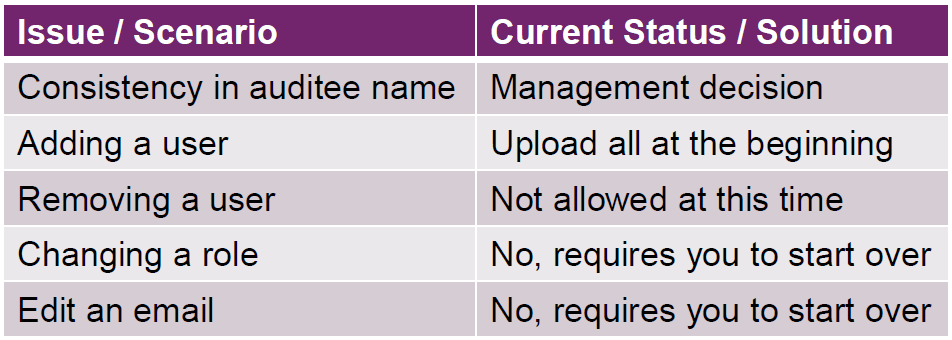 Issue / Scenario Current Status / Solution
Consistency in auditee name Management decision
Adding a user Upload all at the beginning
Removing a user Not allowed at this time
Changing a role No, requires you to start over
Edit an email No, requires you to start over